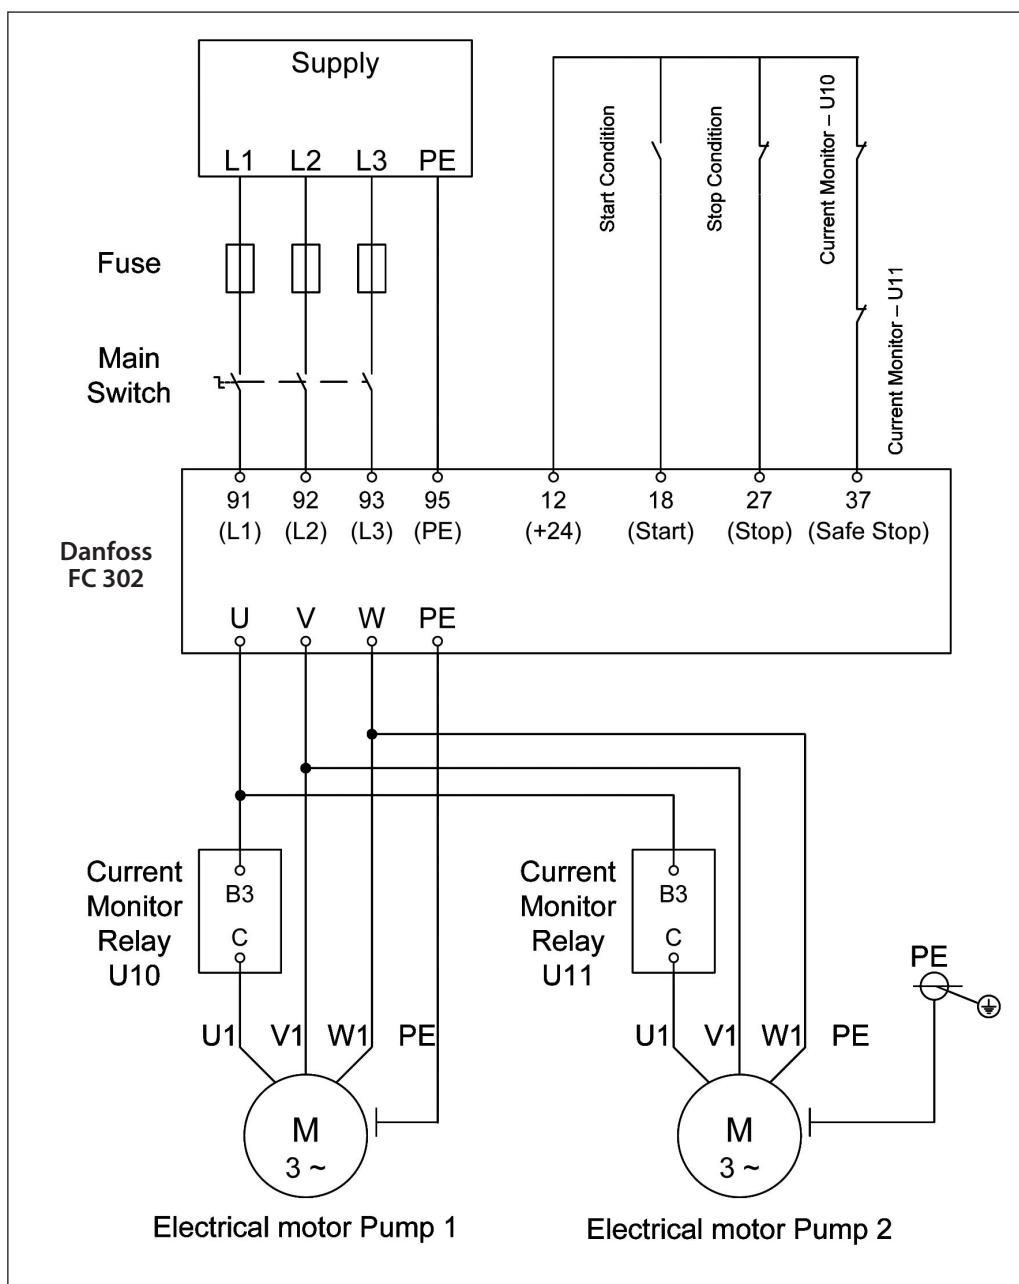 Supply
L1 L2 L3 PE
Fuse
Main
Switch
Start Condition
Stop Condition
Current Monitor – U10
Current Monitor – U11
91 92 93 95 12 18 27 37
(L1) (L2) (L3) (PE) (+24) (Start) (Stop) (Safe Stop)
Danfoss
FC 302
U V W PE
Current
Monitor
Relay
U10
B3
C
Current
Monitor
Relay
U11
B3
C
PE
U1 V1 W1 PE
U1 V1 W1 PE
M
3 ~
M
3 ~
Electrical motor Pump 1
Electrical motor Pump 2